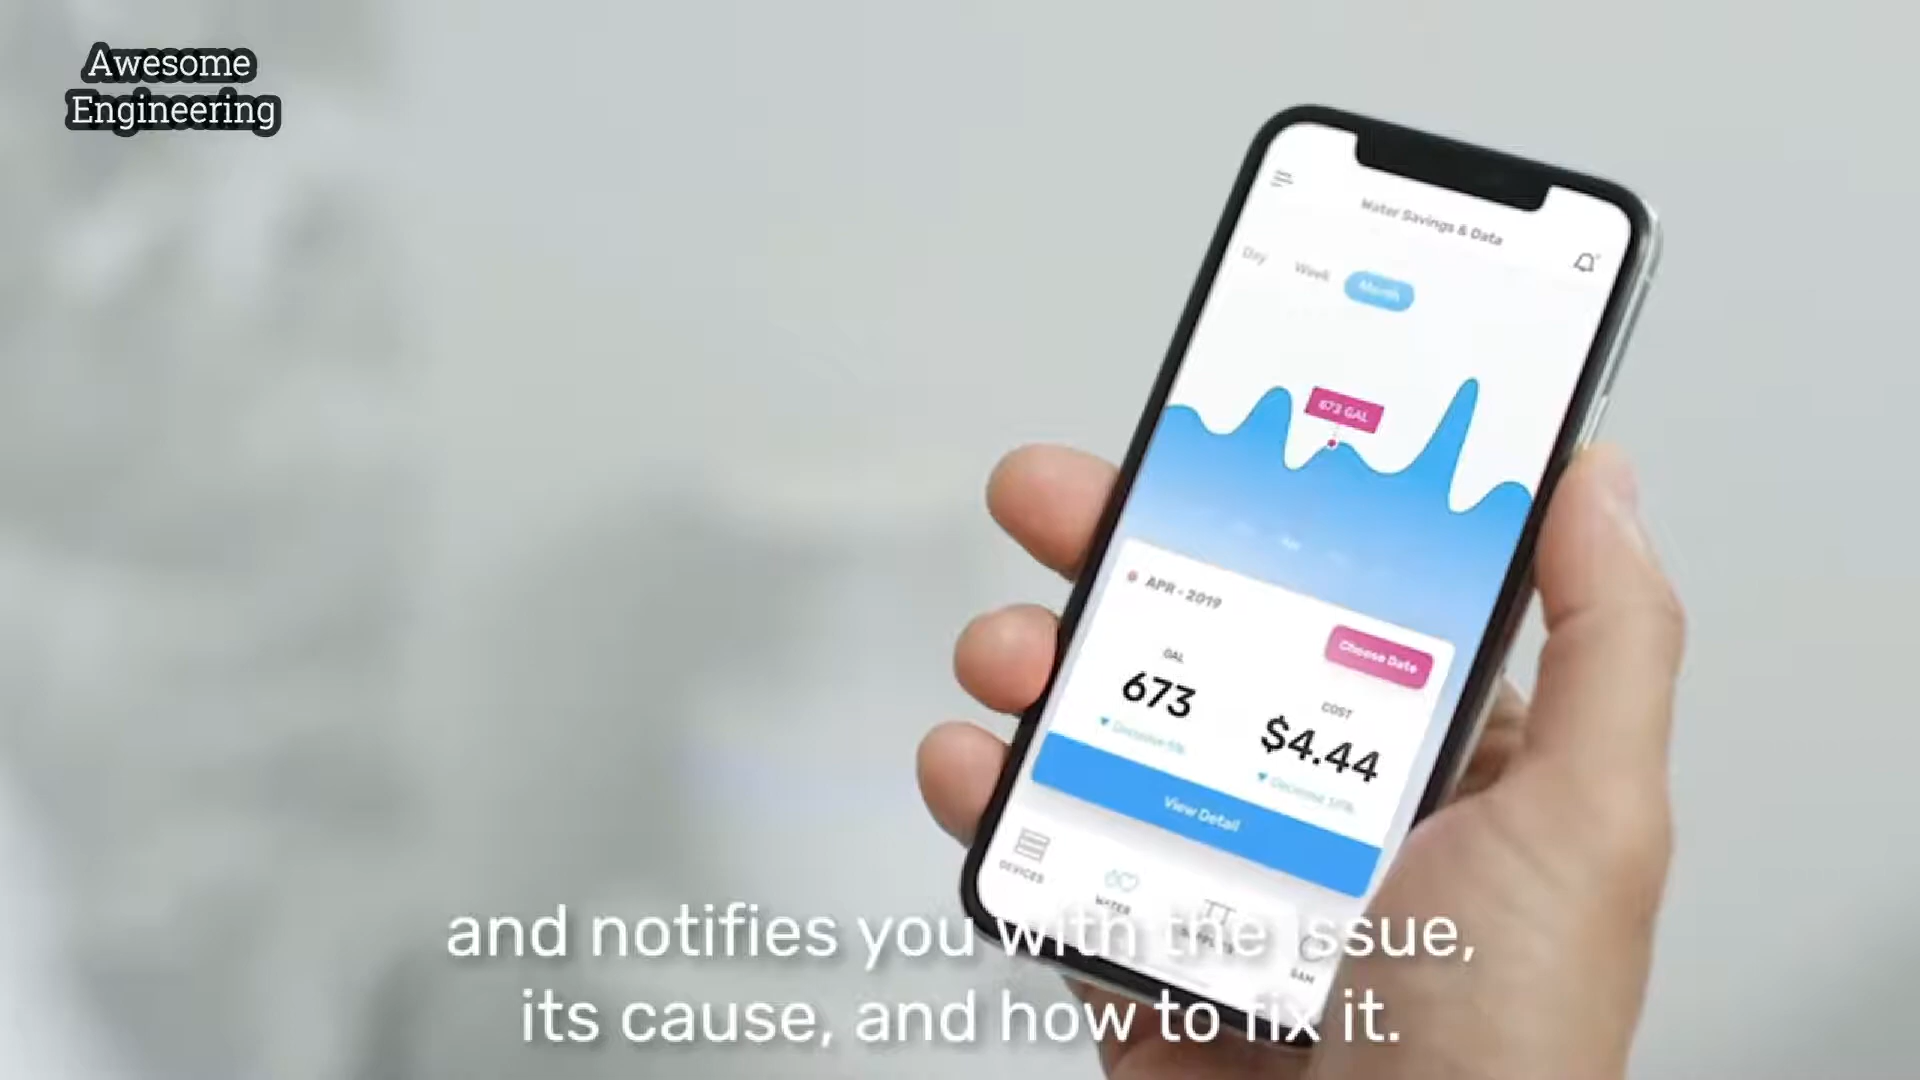 Awesome
Engineering
Water Savings & Data
Day Week Month
673 GAL
APR - 2019
Choose Date
GAL
673
COST
$4.44
View Detail
DEVICES
WATER
and notifies you with the issue,
its cause, and how to fix it.